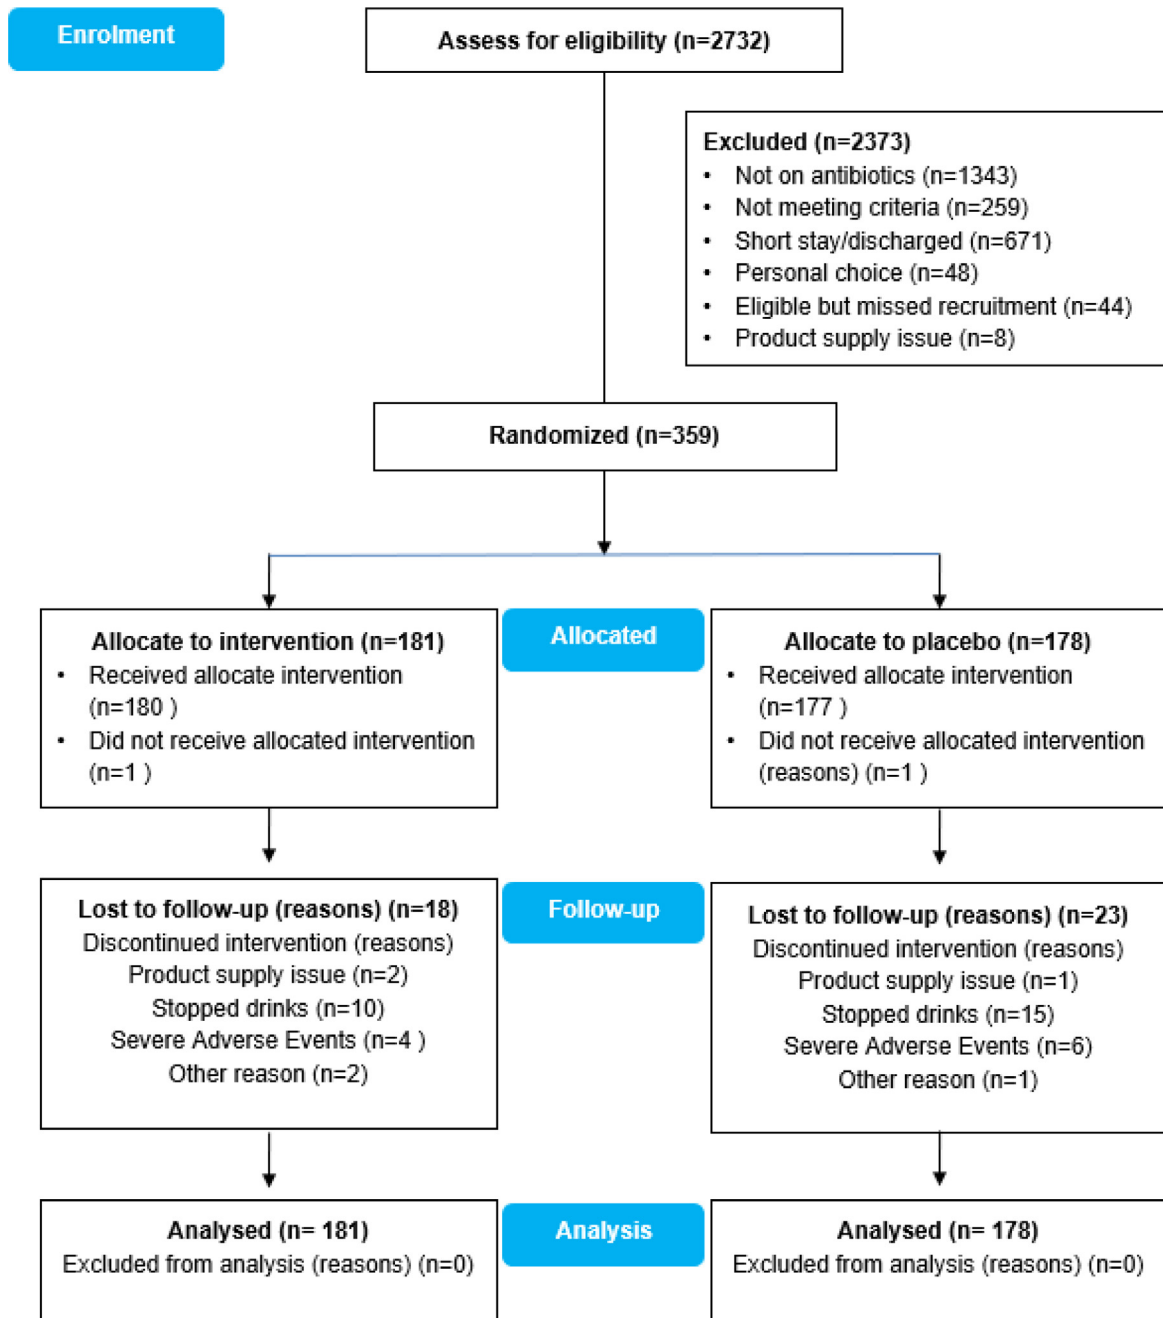 Enrolment
Assess for eligibility (n=2732)
Excluded (n=2373)
• Not on antibiotics (n=1343)
• Not meeting criteria (n=259)
• Short stay/discharged (n=671)
• Personal choice (n=48)
• Eligible but missed recruitment (n=44)
• Product supply issue (n=8)
Randomized (n=359)
Allocate to intervention (n=181)
• Received allocate intervention
(n=180 )
• Did not receive allocated intervention
(n=1 )
Allocated
Allocate to placebo (n=178)
• Received allocate intervention
(n=177 )
• Did not receive allocated intervention
(reasons) (n=1 )
Lost to follow-up (reasons) (n=18)
Discontinued intervention (reasons)
Product supply issue (n=2)
Stopped drinks (n=10)
Severe Adverse Events (n=4 )
Other reason (n=2)
Follow-up
Lost to follow-up (reasons) (n=23)
Discontinued intervention (reasons)
Product supply issue (n=1)
Stopped drinks (n=15)
Severe Adverse Events (n=6)
Other reason (n=1)
Analysed (n= 181)
Excluded from analysis (reasons) (n=0)
Analysis
Analysed (n= 178)
Excluded from analysis (reasons) (n=0)